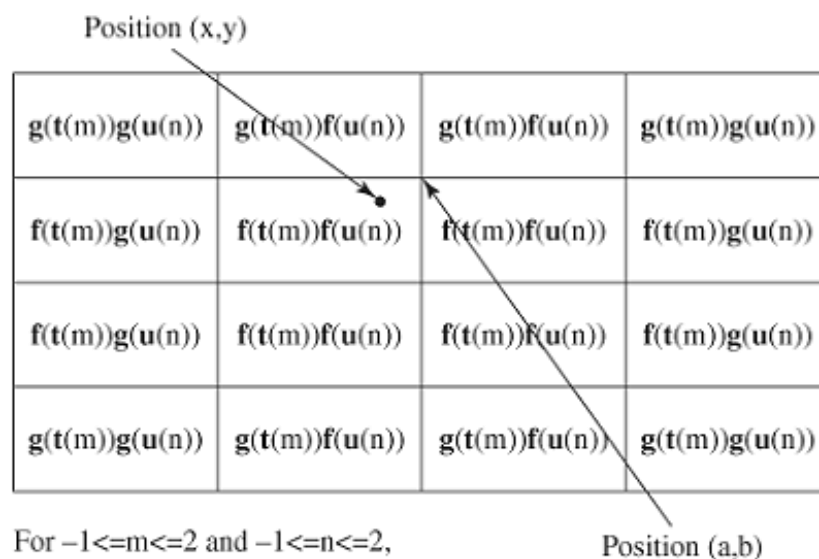 Position (x,y)
g(t(m))g(u(n)) g(t(m))f(u(n)) g(t(m))f(u(n)) g(t(m))g(u(n))
f(t(m))g(u(n)) f(t(m))f(u(n)) f(t(m))f(u(n)) f(t(m))g(u(n))
f(t(m))g(u(n)) f(t(m))f(u(n)) f(t(m))f(u(n)) f(t(m))g(u(n))
g(t(m))g(u(n)) g(t(m))f(u(n)) g(t(m))f(u(n)) g(t(m))g(u(n))
For –1<=m<=2 and –1<=n<=2,
Position (a,b)